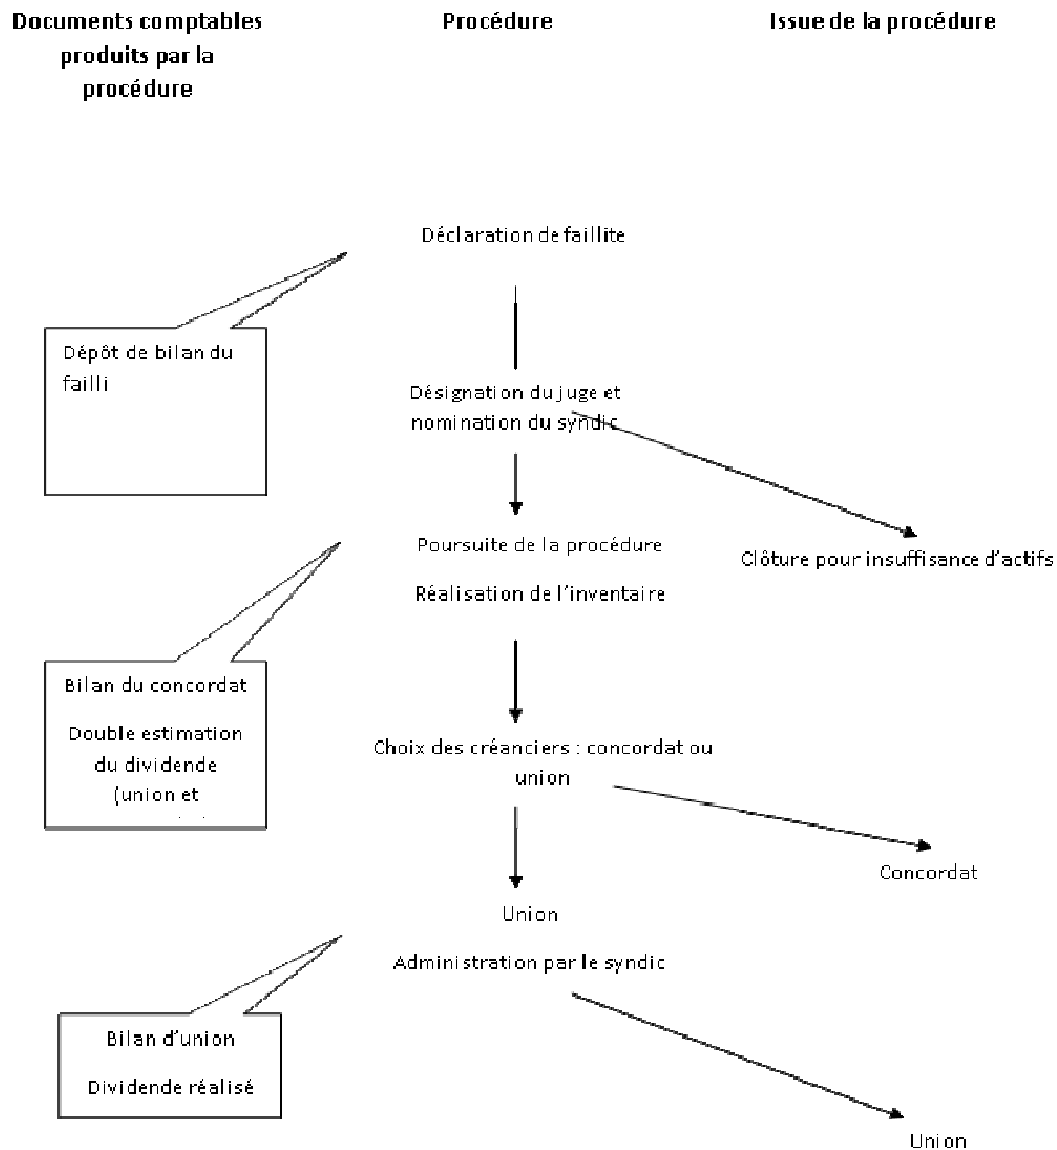 Documents comptables
produits par la
procédure
Procédure
Issue de la procédure
Déclaration de faillite
Dépôt de bilan du
failli
Désignation du juge et
nomination du syndic
Poursuite de la procédure
Réalisation de l'inventaire
Clôture pour insuffisance d'actifs
Bilan du concordat
Double estimation
du dividende
(union et
Choix des créanciers : concordat ou
union
Concordat
Union
Administration par le syndic
Bilan d'union
Dividende réalisé
Union